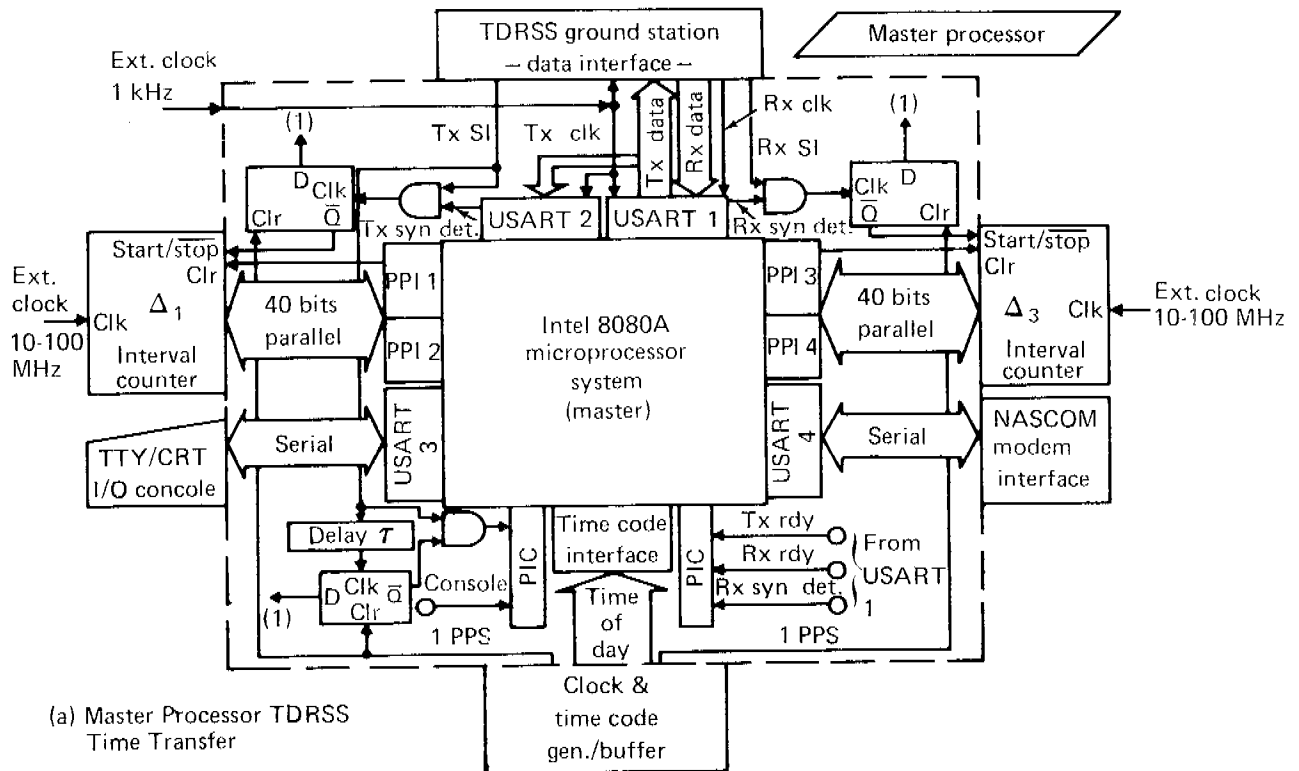 TDRSS ground station
– data interface –
Master processor
Ext. clock
1 kHz
Tx SI
Tx clk
Tx data
Rx data
Rx clk
Rx SI
(1)
D
Clk
Q̅
Clr
Tx syn det.
USART 2
USART 1
Rx syn det.
(1)
Clk
D
Q̅
Clr
Start/s̅t̅o̅p̅
Clr
Δ1
Clk
Interval
counter
Ext.
clock
10-100
MHz
40 bits
parallel
PPI 1
PPI 2
Intel 8080A
microprocessor
system
(master)
PPI 3
PPI 4
40 bits
parallel
Start/s̅t̅o̅p̅
Clr
Δ3
Clk
Interval
counter
Ext. clock
10-100 MHz
TTY/CRT
I/O concole
Serial
USART
3
USART
4
Serial
NASCOM
modem
interface
Delay τ
D
Clk
Q̅
Clr
(1)
Console
PIC
Time code
interface
PIC
Tx rdy
Rx rdy
Rx syn det.
From
USART
1
1 PPS
Time
of
day
1 PPS
Clock &
time code
gen./buffer
(a) Master Processor TDRSS
Time Transfer